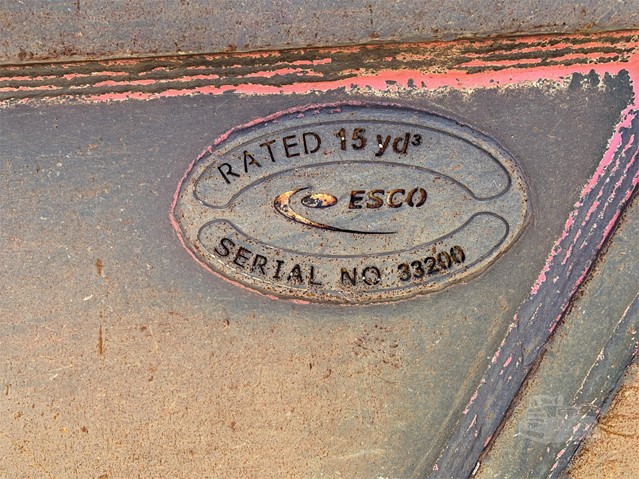 RATED 15 yd³
ESCO
SERIAL NO 33200